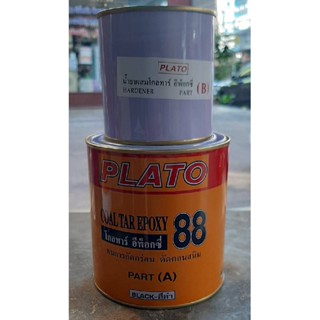 PLATO
น้ำยาผสมโคลทาร์ อีพ๊อกซี่
HARDENER PART (B)
PLATO
COAL TAR EPOXY 88
โคลทาร์ อีพ๊อกซี่
PART (A)
BLACK-สีดำ